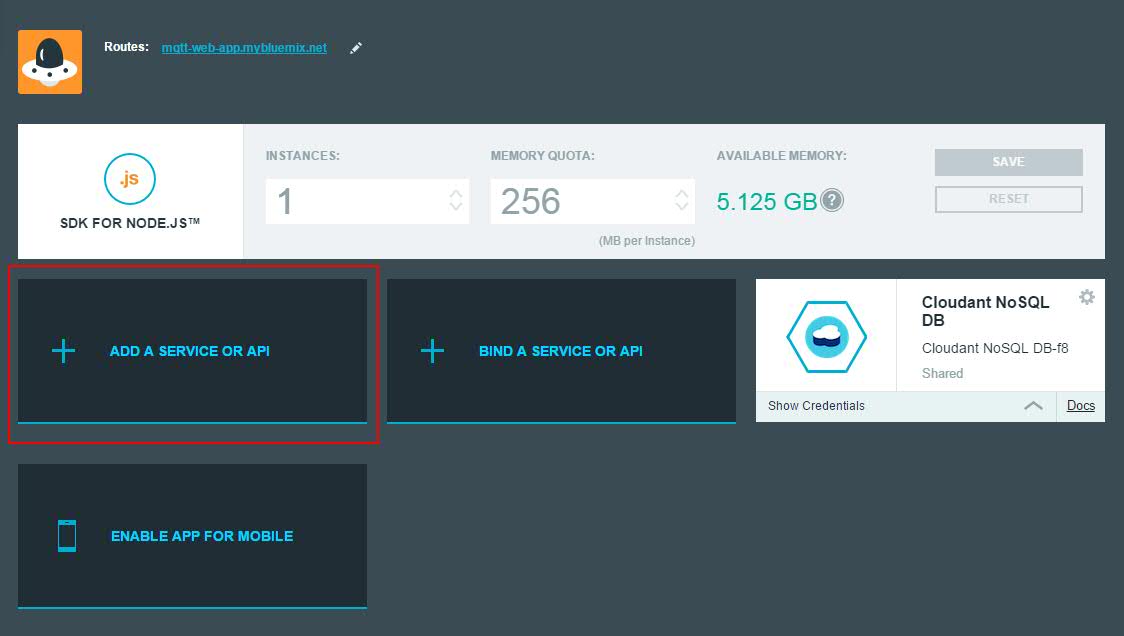 Routes: mqtt-web-app.mybluemix.net
.js
SDK FOR NODE.JS™
INSTANCES:
1
MEMORY QUOTA:
256
(MB per Instance)
AVAILABLE MEMORY:
5.125 GB ?
SAVE
RESET
ADD A SERVICE OR API
BIND A SERVICE OR API
Cloudant NoSQL
DB
Cloudant NoSQL DB-f8
Shared
Show Credentials
Docs
ENABLE APP FOR MOBILE